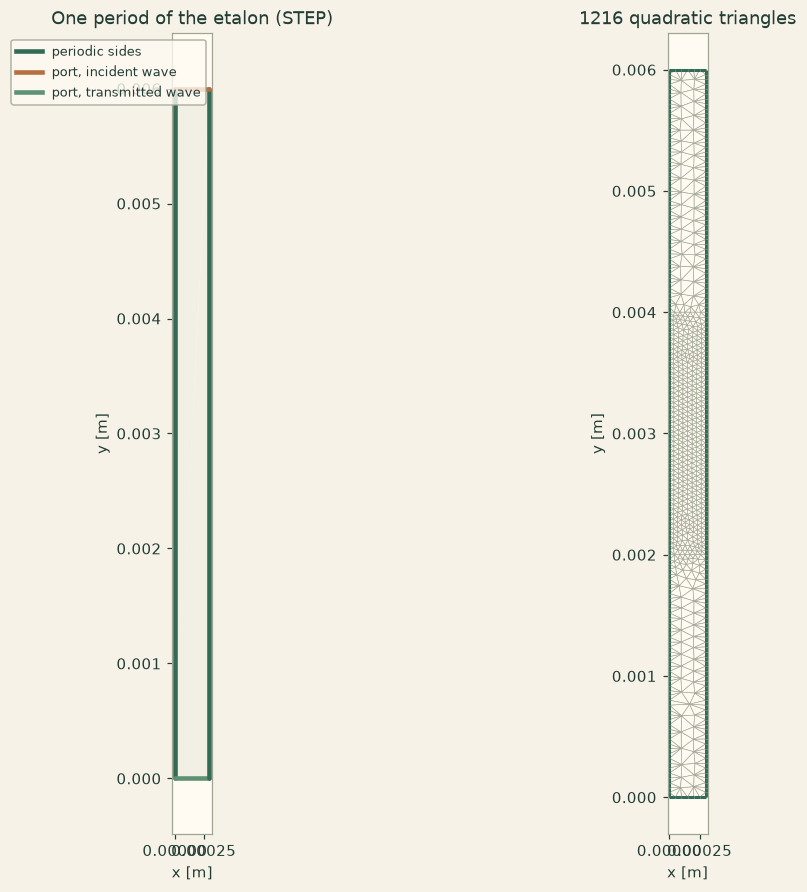 One period of the etalon (STEP)
periodic sides
port, incident wave
port, transmitted wave
0.005
0.004
0.003
0.002
0.001
0.000
y [m]
x [m]
1216 quadratic triangles
0.006
0.005
0.004
0.003
0.002
0.001
0.000
y [m]
x [m]